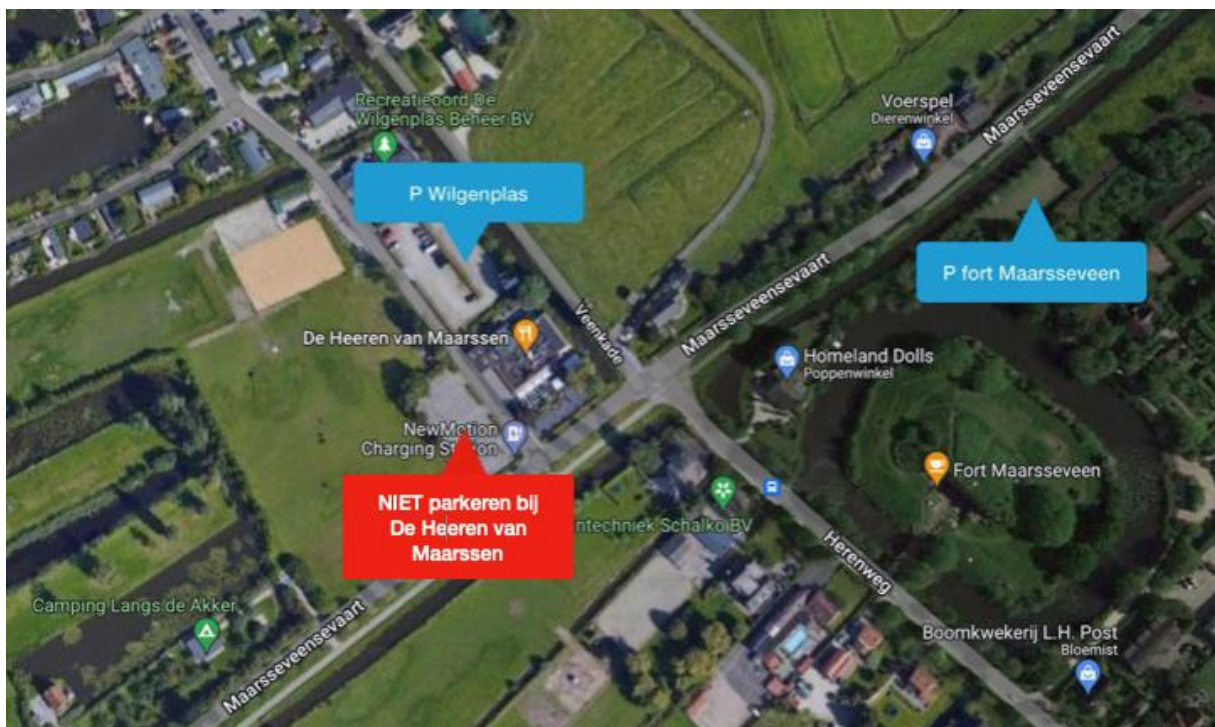 Recreatieoord De
Wilgenplas Beheer BV
P Wilgenplas
Voerspel
Dierenwinkel
Maarsseveensevaart
P fort Maarsseveen
Maarsseveensevaart
De Heeren van Maarssen
Veenkade
Homeland Dolls
Poppenwinkel
NewMotion
Charging Station
NIET parkeren bij
De Heeren van
Maarssen
Fort Maarsseveen
ntechniek Schalko BV
Herenweg
Camping Langs de Akker
Maarsseveensevaart
Boomkwekerij L.H. Post
Bloemist